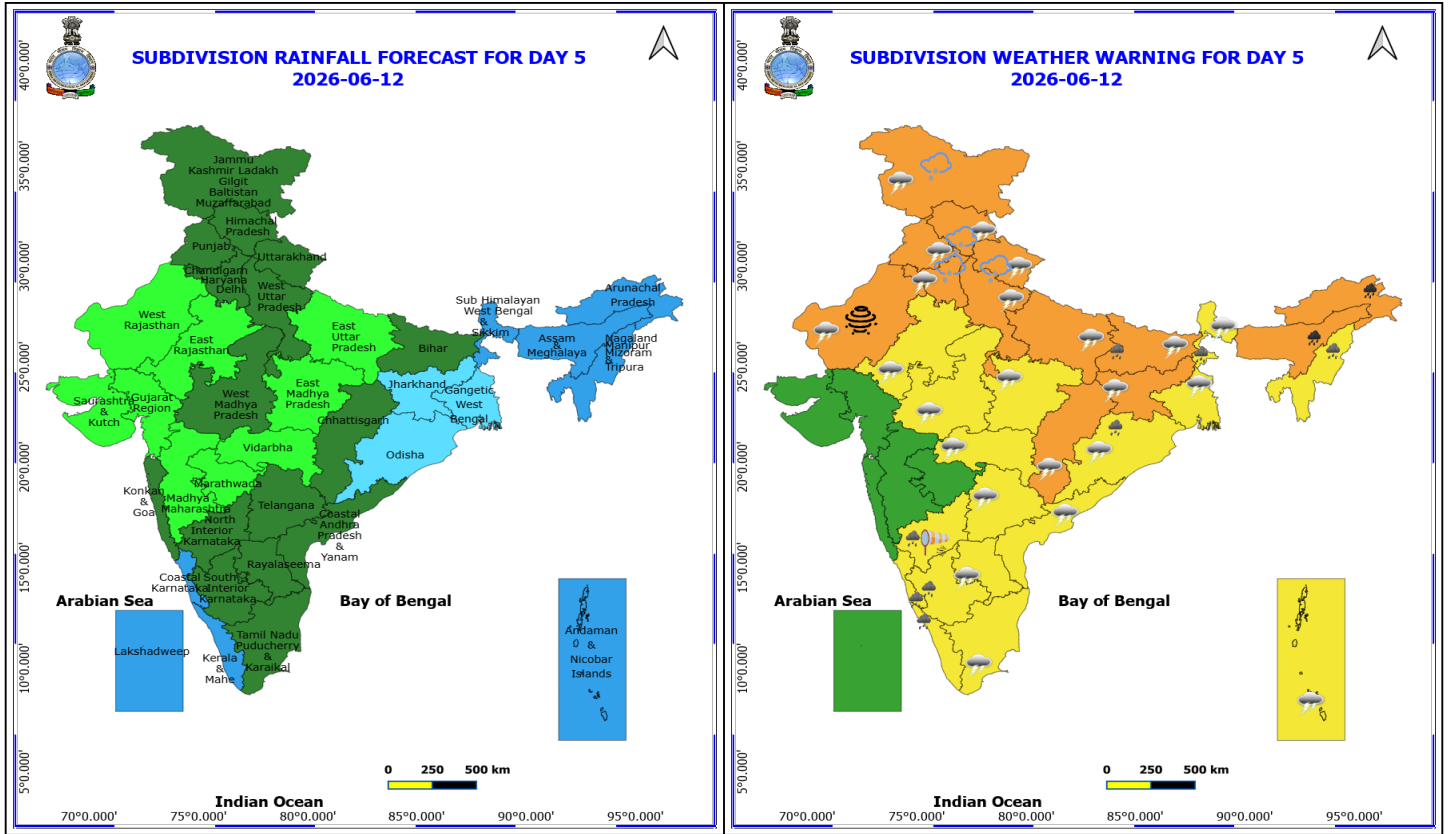 SUBDIVISION RAINFALL FORECAST FOR DAY 5
2026-06-12
40°0.000'
35°0.000'
30°0.000'
25°0.000'
20°0.000'
15°0.000'
10°0.000'
5°0.000'
Jammu
Kashmir Ladakh
Gilgit
Baltistan
Muzaffarabad
Himachal
Pradesh
Punjab
Uttarakhand
Chandigarh
Haryana
Delhi
West
Uttar
Pradesh
West
Rajasthan
East
Rajasthan
East
Uttar
Pradesh
Bihar
Sub Himalayan
West Bengal
&
Sikkim
Arunachal
Pradesh
Assam
&
Meghalaya
Nagaland
Manipur
Mizoram
&
Tripura
Saurashtra
&
Kutch
Gujarat
Region
West
Madhya
Pradesh
East
Madhya
Pradesh
Jharkhand
Gangetic
West
Bengal
Chhattisgarh
Odisha
Vidarbha
Marathwada
Madhya
Maharashtra
Konkan
&
Goa
Telangana
North
Interior
Karnataka
Coastal
Andhra
Pradesh
&
Yanam
Rayalaseema
Coastal
Karnataka
South
Interior
Karnataka
Tamil Nadu
Puducherry
&
Karaikal
Kerala
&
Mahe
Lakshadweep
Andaman
&
Nicobar
Islands
Arabian Sea
Bay of Bengal
0 250 500 km
Indian Ocean
70°0.000' 75°0.000' 80°0.000' 85°0.000' 90°0.000' 95°0.000'
SUBDIVISION WEATHER WARNING FOR DAY 5
2026-06-12
40°0.000'
35°0.000'
30°0.000'
25°0.000'
20°0.000'
15°0.000'
10°0.000'
5°0.000'
Arabian Sea
Bay of Bengal
0 250 500 km
Indian Ocean
70°0.000' 75°0.000' 80°0.000' 85°0.000' 90°0.000' 95°0.000'